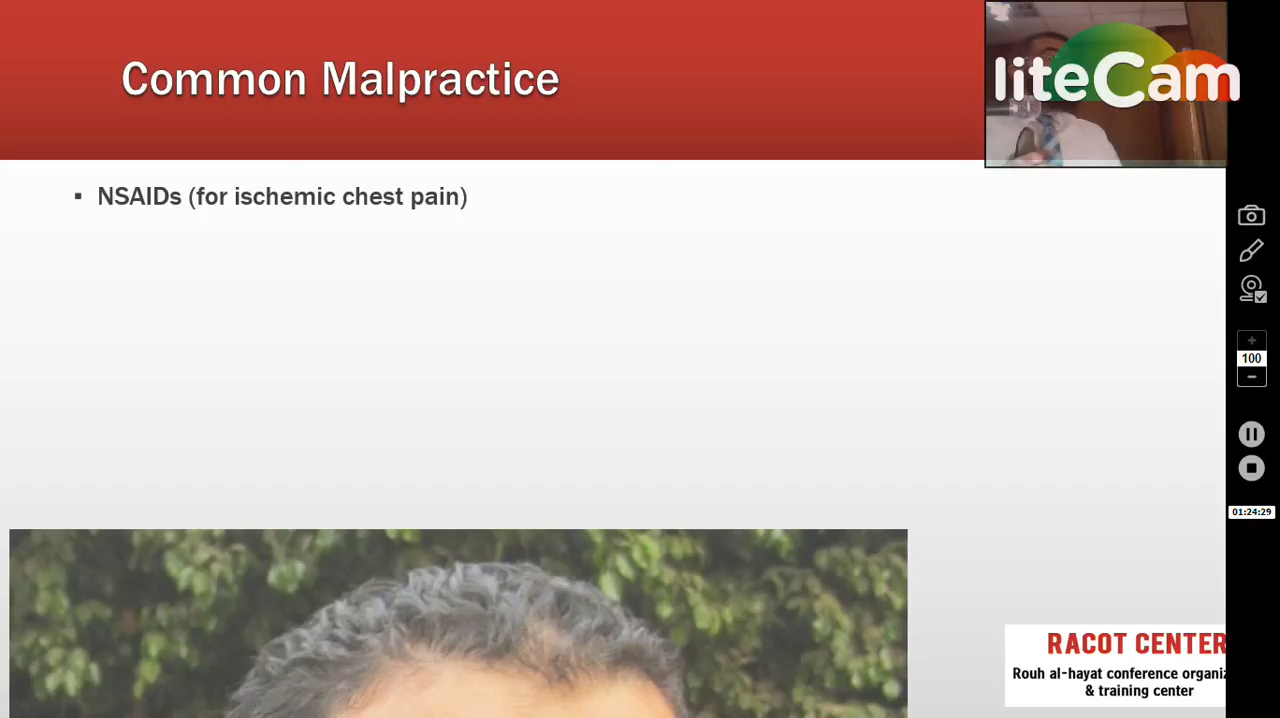 Common Malpractice
liteCam
▪ NSAIDs (for ischemic chest pain)
100
01:24:29
RACOT CENTER
Rouh al-hayat conference organiz
& training center